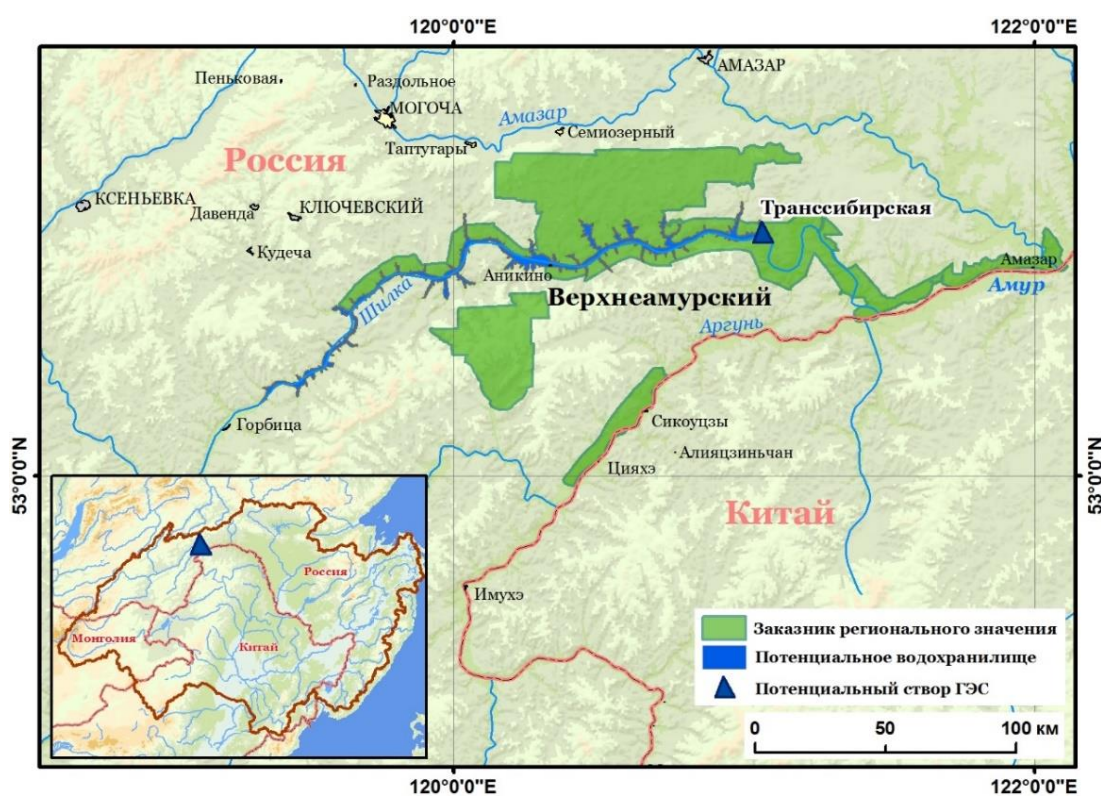 120°0'0"E
122°0'0"E
Пеньковая
Раздольное
МОГОЧА
АМАЗАР
Амазар
Семиозерный
Таптугары
Россия
КСЕНЬЕВКА
Давенда
КЛЮЧЕВСКИЙ
Транссибирская
Кудеча
Аникино
Амазар
Шилка
Верхнеамурский
Амур
Аргунь
Горбица
Сикоуцзы
Цияхэ
Алияцзиньчан
53°0'0"N
53°0'0"N
Китай
Имухэ
Россия
Монголия
Китай
Заказник регионального значения
Потенциальное водохранилище
Потенциальный створ ГЭС
0 50 100 км
120°0'0"E
122°0'0"E